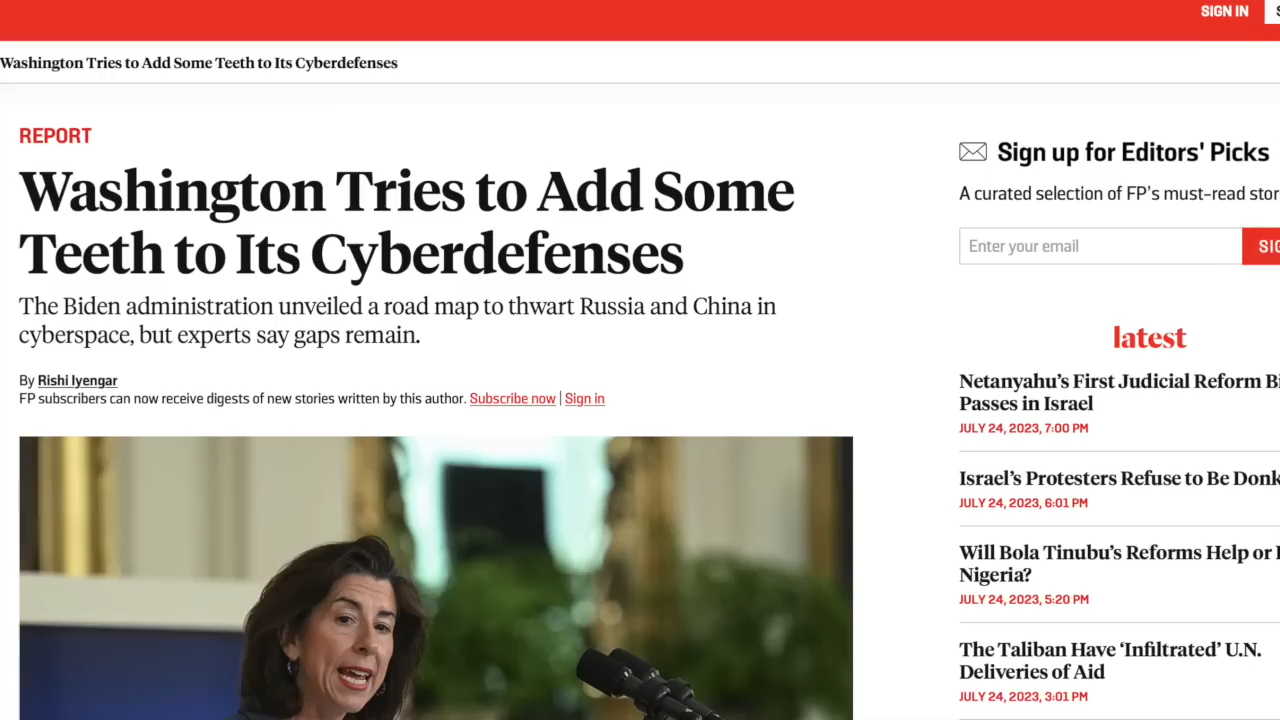 SIGN IN
Washington Tries to Add Some Teeth to Its Cyberdefenses
REPORT
Washington Tries to Add Some
Teeth to Its Cyberdefenses
The Biden administration unveiled a road map to thwart Russia and China in
cyberspace, but experts say gaps remain.
By Rishi Iyengar
FP subscribers can now receive digests of new stories written by this author. Subscribe now | Sign in
Sign up for Editors' Picks
A curated selection of FP's must-read
Enter your email
latest
Netanyahu's First Judicial Reform
Passes in Israel
JULY 24, 2023, 7:00 PM
Israel's Protesters Refuse to Be
JULY 24, 2023, 6:01 PM
Will Bola Tinubu's Reforms Help or
Nigeria?
JULY 24, 2023, 5:20 PM
The Taliban Have ‘Infiltrated’ U.N.
Deliveries of Aid
JULY 24, 2023, 3:01 PM